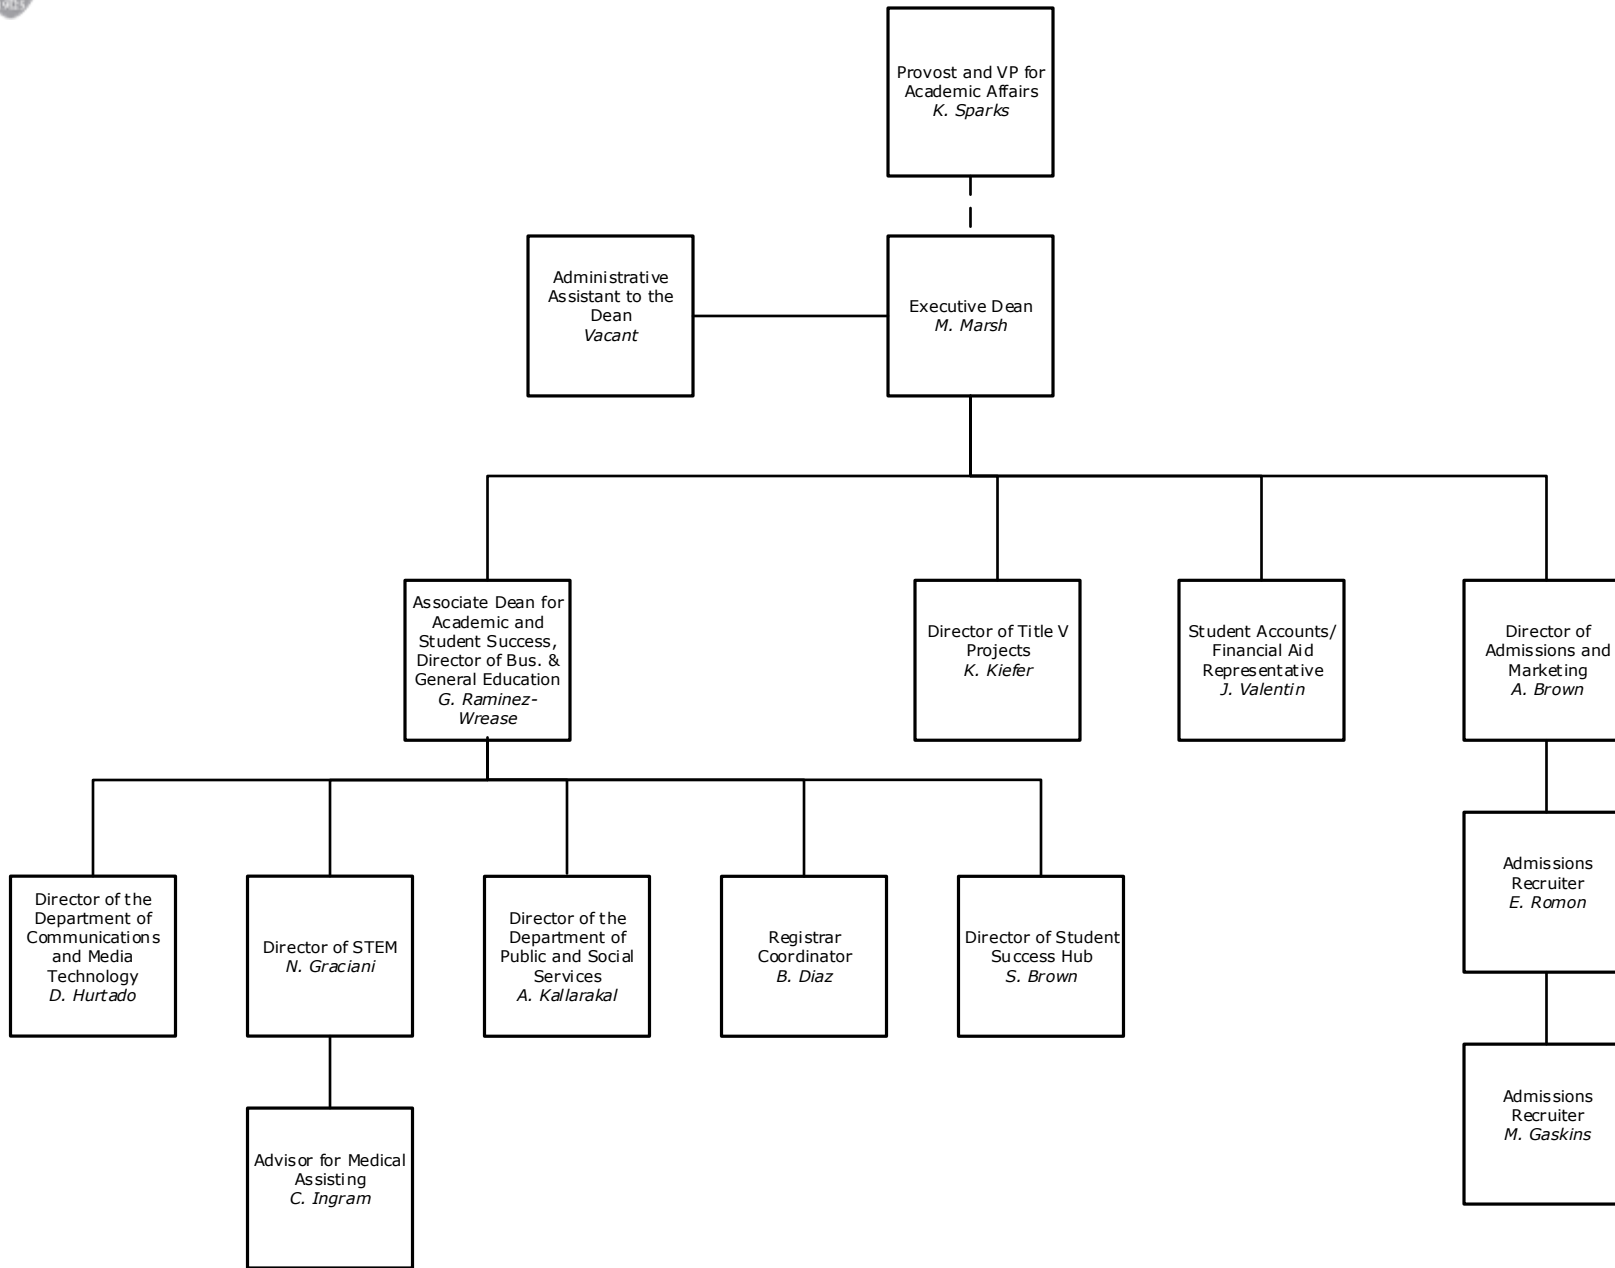 Provost and VP for
Academic Affairs
K. Sparks
Administrative
Assistant to the
Dean
Vacant
Executive Dean
M. Marsh
Associate Dean for
Academic and
Student Success,
Director of Bus. &
General Education
G. Raminez-
Wrease
Director of Title V
Projects
K. Kiefer
Student Accounts/
Financial Aid
Representative
J. Valentin
Director of
Admissions and
Marketing
A. Brown
Director of the
Department of
Communications
and Media
Technology
D. Hurtado
Director of STEM
N. Graciani
Director of the
Department of
Public and Social
Services
A. Kallarakal
Registrar
Coordinator
B. Diaz
Director of Student
Success Hub
S. Brown
Admissions
Recruiter
E. Romon
Advisor for Medical
Assisting
C. Ingram
Admissions
Recruiter
M. Gaskins